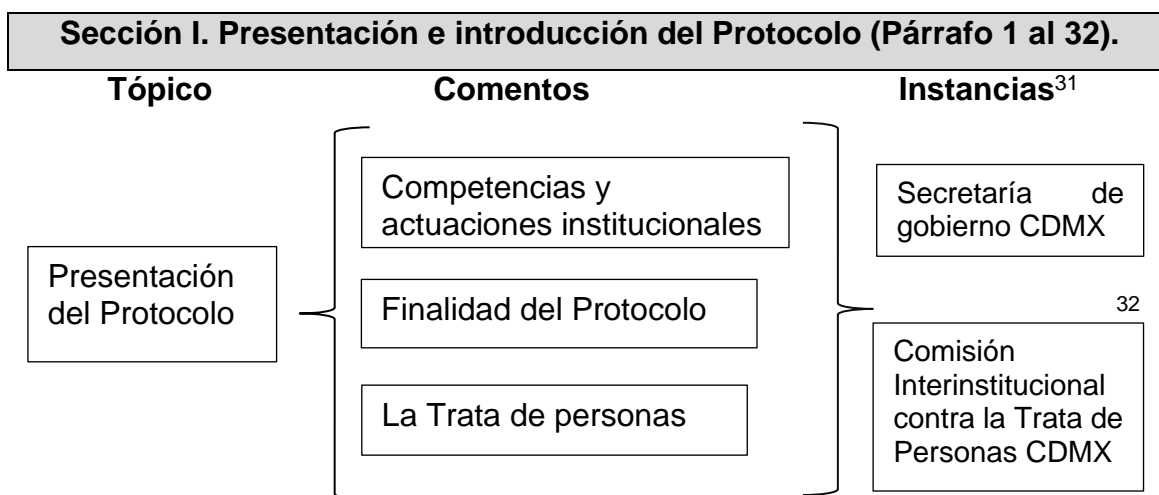 Sección I. Presentación e introducción del Protocolo (Párrafo 1 al 32).
Tópico
Comentos
Instancias31
Presentación
del Protocolo
Competencias y
actuaciones institucionales
Finalidad del Protocolo
La Trata de personas
Secretaría de
gobierno CDMX
32
Comisión
Interinstitucional
contra la Trata de
Personas CDMX